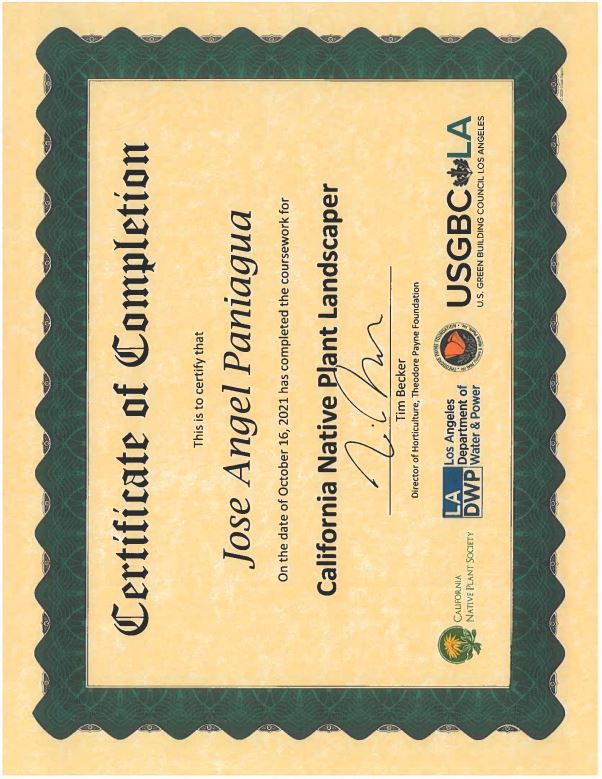 Certificate of Completion
This is to certify that
Jose Angel Paniagua
On the date of October 16, 2021 has completed the coursework for
California Native Plant Landscaper
Tim Becker
Director of Horticulture, Theodore Payne Foundation
CALIFORNIA
NATIVE PLANT SOCIETY
LA
DWP
Los Angeles
Department of
Water & Power
USGBC LA
U.S. GREEN BUILDING COUNCIL LOS ANGELES